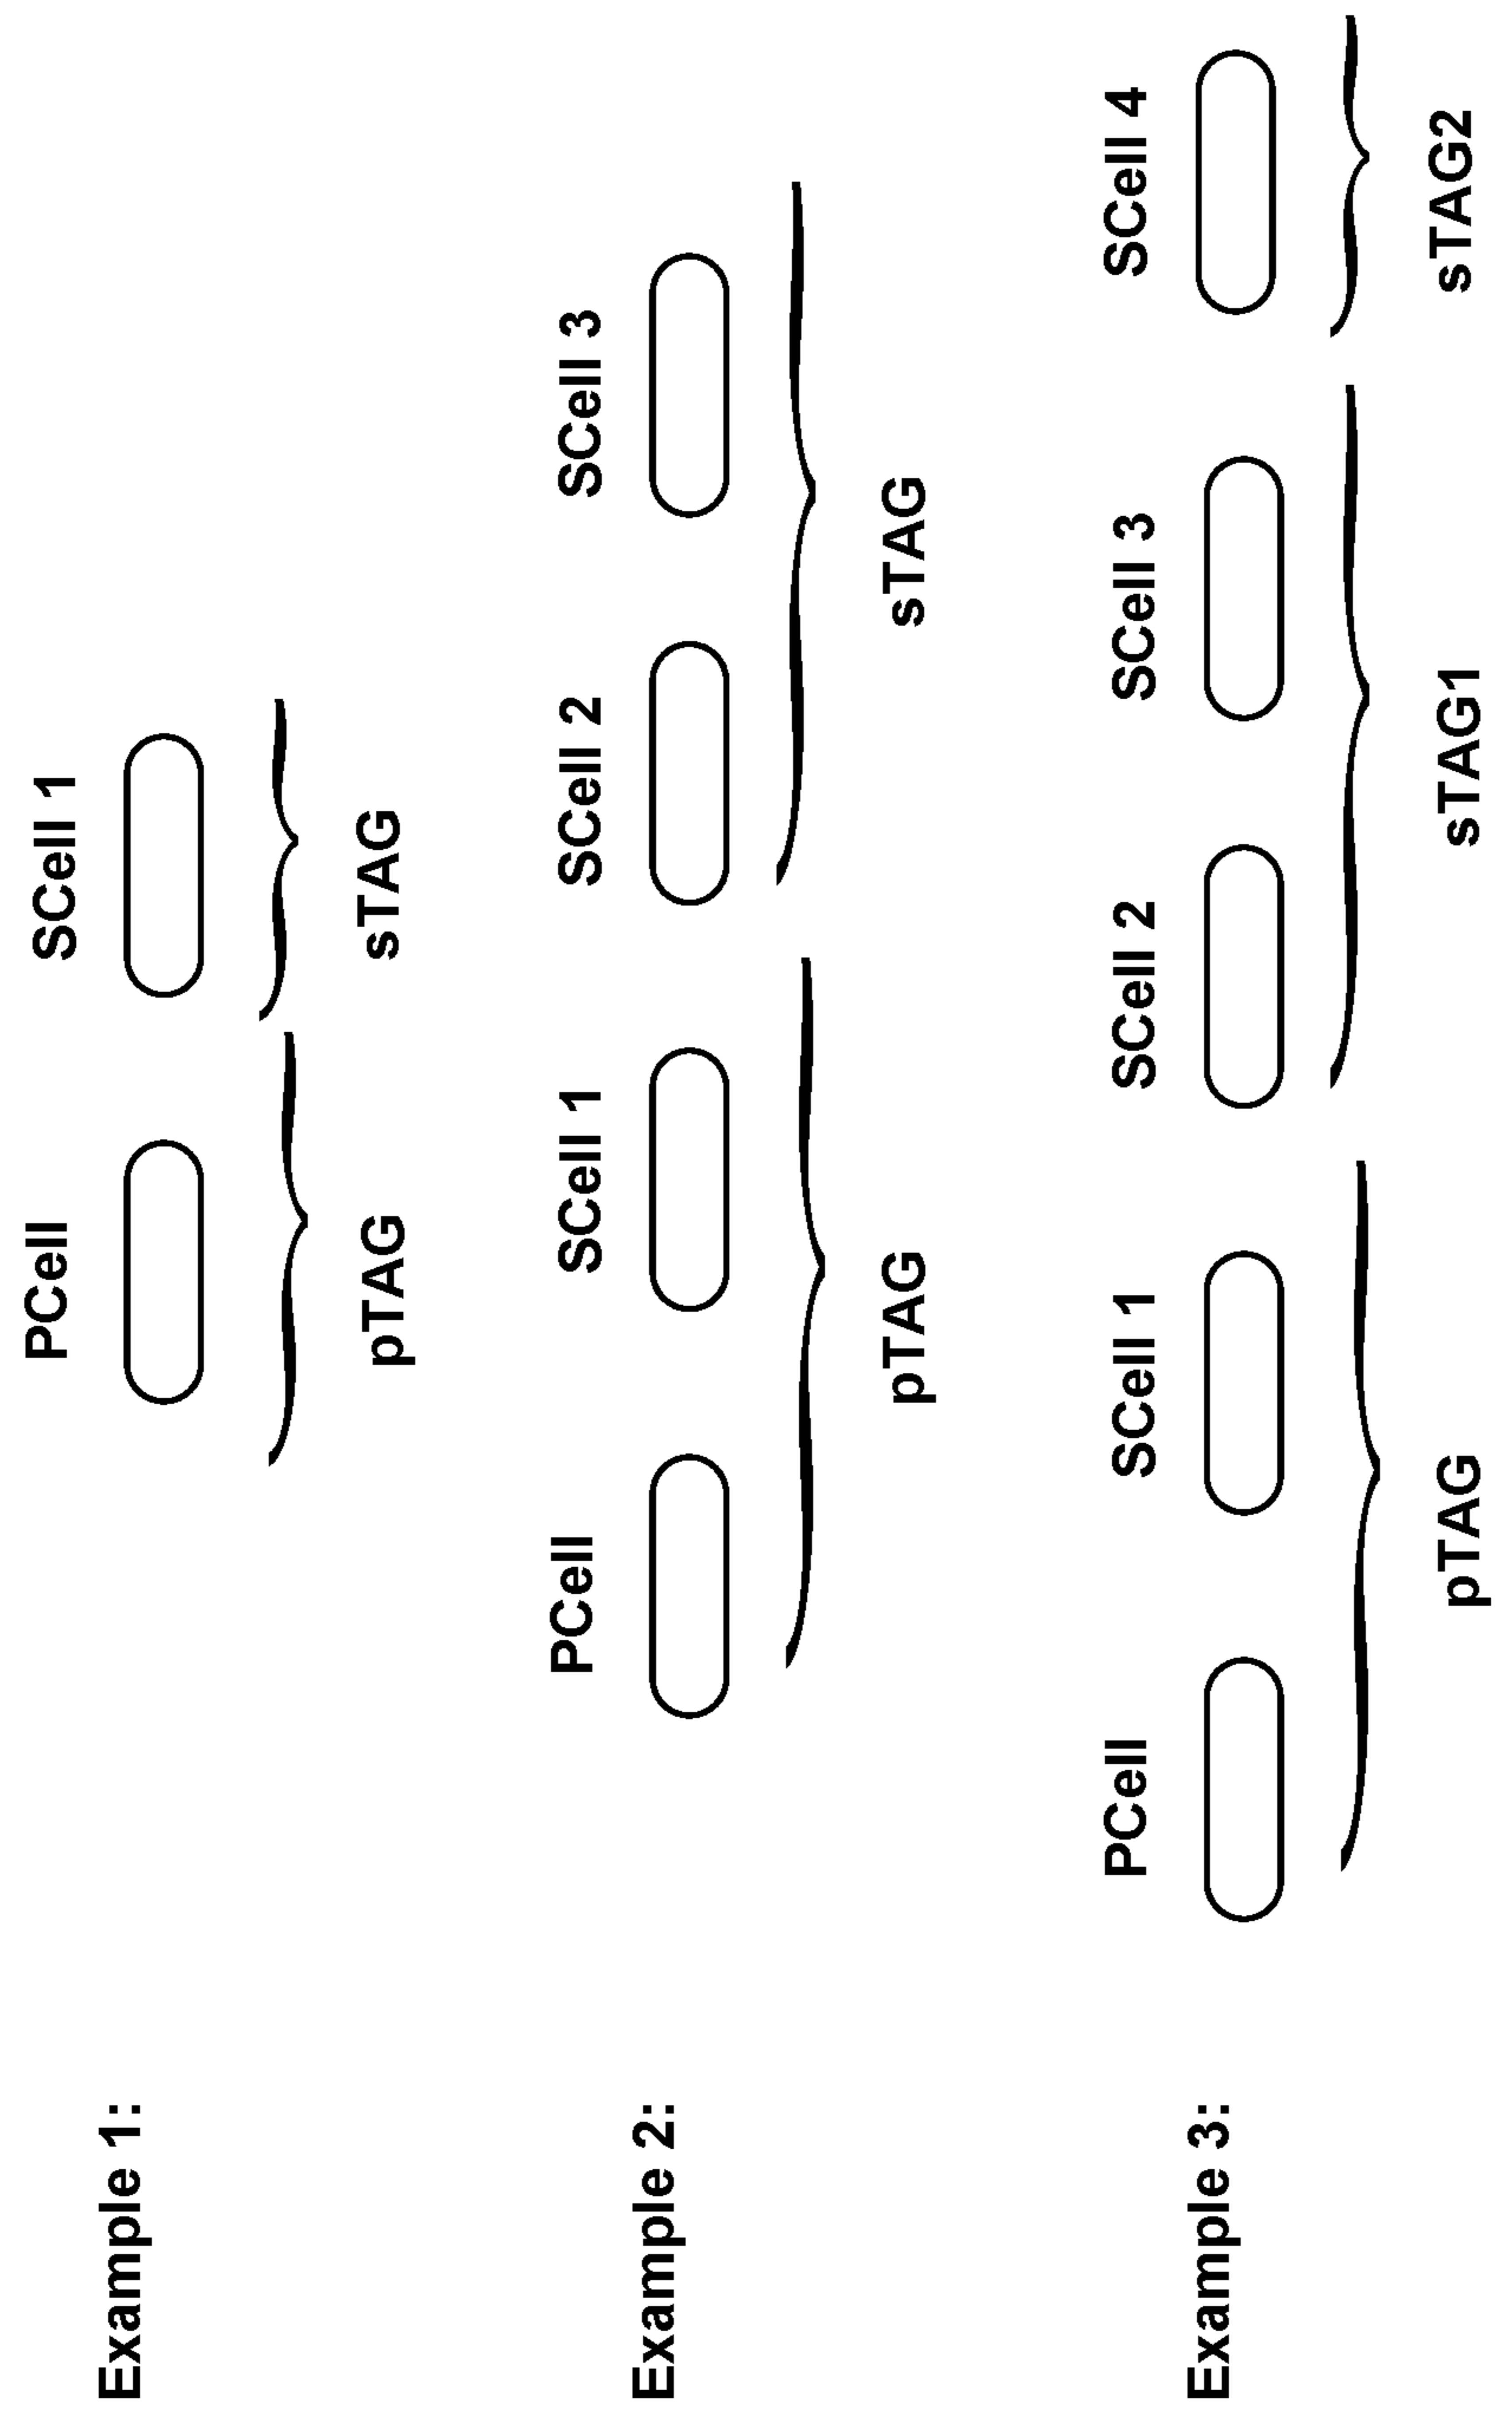 Example 1:
PCell SCell 1
pTAG sTAG
Example 2:
PCell SCell 1 SCell 2 SCell 3
pTAG sTAG
Example 3:
PCell SCell 1 SCell 2 SCell 3 SCell 4
pTAG sTAG1 sTAG2